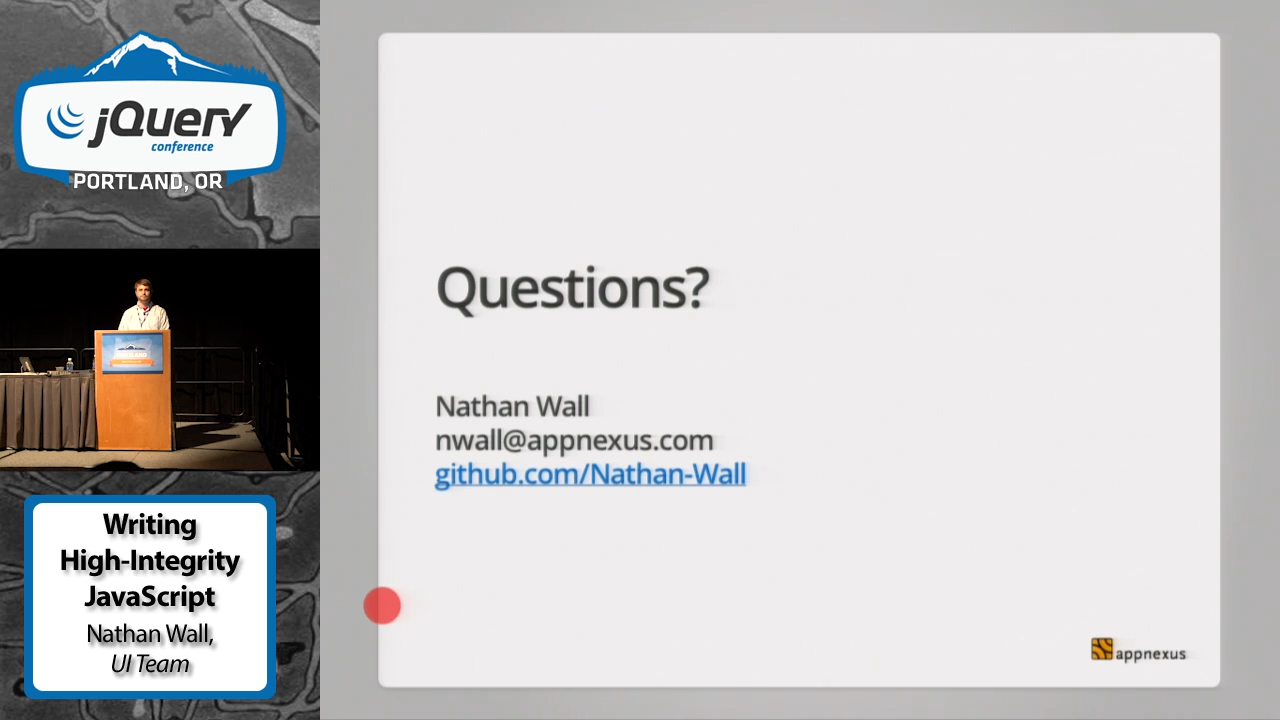 jQuery
conference
PORTLAND, OR
PORTLAND
Writing
High-Integrity
JavaScript
Nathan Wall,
UI Team
Questions?
Nathan Wall
nwall@appnexus.com
github.com/Nathan-Wall
appnexus